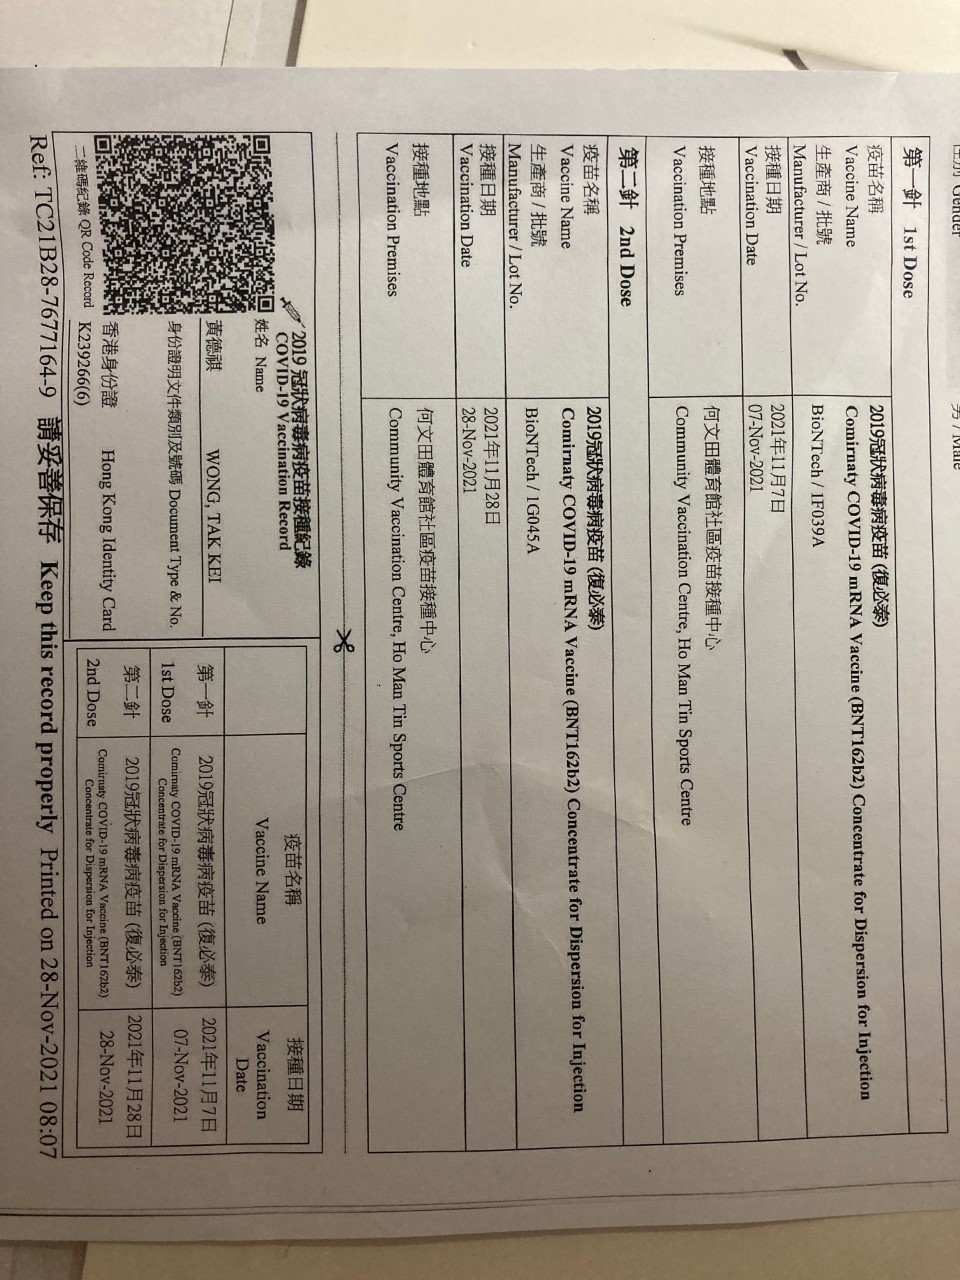 性別 Gender
男 / Male
第一針 1st Dose
疫苗名稱
Vaccine Name
2019冠狀病毒病疫苗 (復必泰)
Comirnaty COVID-19 mRNA Vaccine (BNT162b2) Concentrate for Dispersion for Injection
生產商 / 批號
Manufacturer / Lot No.
BioNTech / 1F039A
接種日期
Vaccination Date
2021年11月7日
07-Nov-2021
接種地點
Vaccination Premises
何文田體育館社區疫苗接種中心
Community Vaccination Centre, Ho Man Tin Sports Centre
第二針 2nd Dose
疫苗名稱
Vaccine Name
2019冠狀病毒病疫苗 (復必泰)
Comirnaty COVID-19 mRNA Vaccine (BNT162b2) Concentrate for Dispersion for Injection
生產商 / 批號
Manufacturer / Lot No.
BioNTech / 1G045A
接種日期
Vaccination Date
2021年11月28日
28-Nov-2021
接種地點
Vaccination Premises
何文田體育館社區疫苗接種中心
Community Vaccination Centre, Ho Man Tin Sports Centre
2019 冠狀病毒病疫苗接種紀錄
COVID-19 Vaccination Record
姓名 Name
黃德祺 WONG, TAK KEI
身份證明文件類別及號碼 Document Type & No.
香港身份證 Hong Kong Identity Card
K239266(6)
二維碼紀錄 QR Code Record
疫苗名稱
Vaccine Name
接種日期
Vaccination
Date
第一針
1st Dose
2019冠狀病毒病疫苗 (復必泰)
Comirnaty COVID-19 mRNA Vaccine (BNT162b2)
Concentrate for Dispersion for Injection
2021年11月7日
07-Nov-2021
第二針
2nd Dose
2019冠狀病毒病疫苗 (復必泰)
Comirnaty COVID-19 mRNA Vaccine (BNT162b2)
Concentrate for Dispersion for Injection
2021年11月28日
28-Nov-2021
Ref: TC21B28-7677164-9 請妥善保存 Keep this record properly Printed on 28-Nov-2021 08:07